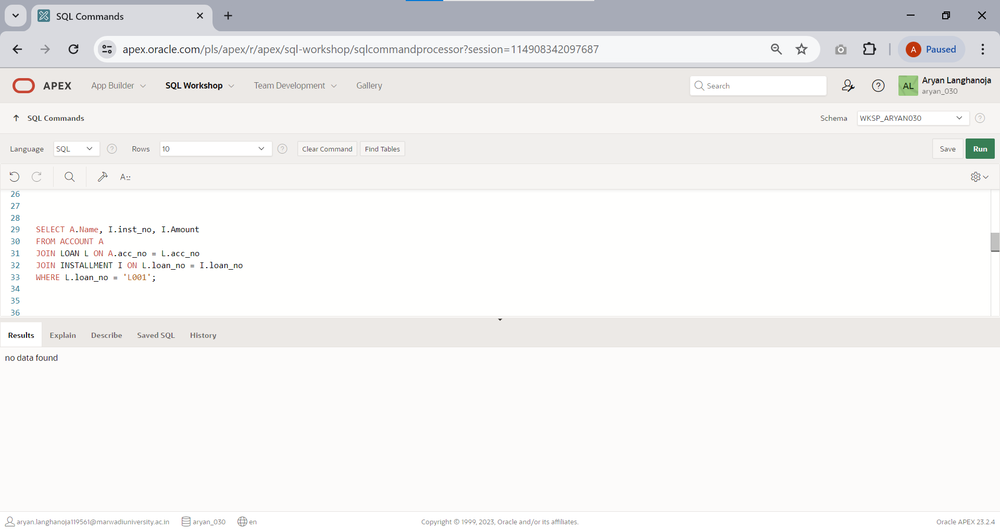 SQL Commands
apex.oracle.com/pls/apex/r/apex/sql-workshop/sqlcommandprocessor?session=114908342097687
A Paused
APEX App Builder SQL Workshop Team Development Gallery
Search
AL
Aryan Langhanoja
aryan_030
SQL Commands
Schema WKSP_ARYAN030
Language SQL Rows 10 Clear Command Find Tables Save Run
A::
26
27
28
29 SELECT A.Name, I.inst_no, I.Amount
30 FROM ACCOUNT A
31 JOIN LOAN L ON A.acc_no = L.acc_no
32 JOIN INSTALLMENT I ON L.loan_no = I.loan_no
33 WHERE L.loan_no = 'L001';
34
35
36
Results Explain Describe Saved SQL History
no data found
aryan.langhanoja119561@marwadiuniversity.ac.in aryan_030 en Copyright © 1999, 2023, Oracle and/or its affiliates. Oracle APEX 23.2.4